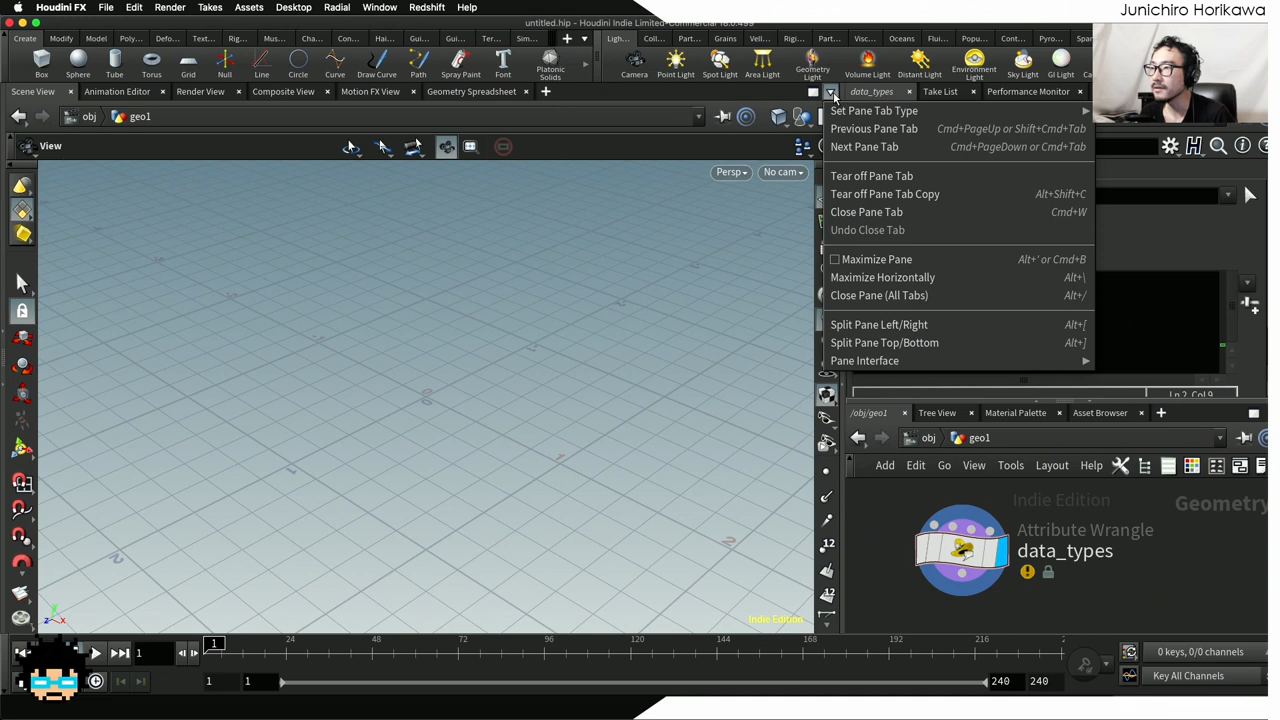 Junichiro Horikawa
Houdini FX File Edit Render Takes Assets Desktop Radial Window Redshift Help
untitled.hip - Houdini Indie Limited-Commercial 18.0.499
Create Modify Model Poly... Defo... Text... Rig... Mus... Cha... Con... Hai... Gui... Gui... Ter... Sim... Ligh... Coll... Part... Grains Vell... Rigi... Part... Visc... Oceans Flui... Popu... Cont... Pyro... Spar...
Box Sphere Tube Torus Grid Null Line Circle Curve Draw Curve Path Spray Paint Font Platonic Solids Camera Point Light Spot Light Area Light Geometry Light Volume Light Distant Light Environment Light Sky Light GI Light
Scene View Animation Editor Render View Composite View Motion FX View Geometry Spreadsheet data_types Take List Performance Monitor
obj geo1
View
Persp No cam
Set Pane Tab Type
Previous Pane Tab Cmd+PageUp or Shift+Cmd+Tab
Next Pane Tab Cmd+PageDown or Cmd+Tab
Tear off Pane Tab
Tear off Pane Tab Copy Alt+Shift+C
Close Pane Tab Cmd+W
Undo Close Tab
Maximize Pane Alt+' or Cmd+B
Maximize Horizontally Alt+\
Close Pane (All Tabs) Alt+/
Split Pane Left/Right Alt+[
Split Pane Top/Bottom Alt+]
Pane Interface
Ln 2, Col 9
/obj/geo1 Tree View Material Palette Asset Browser
obj geo1
Add Edit Go View Tools Layout Help
Indie Edition
Geometry
Attribute Wrangle
data_types
12
12
Indie Edition
1 24 48 72 96 120 144 168 192 216
1
0 keys, 0/0 channels
1 1 240 240 Key All Channels